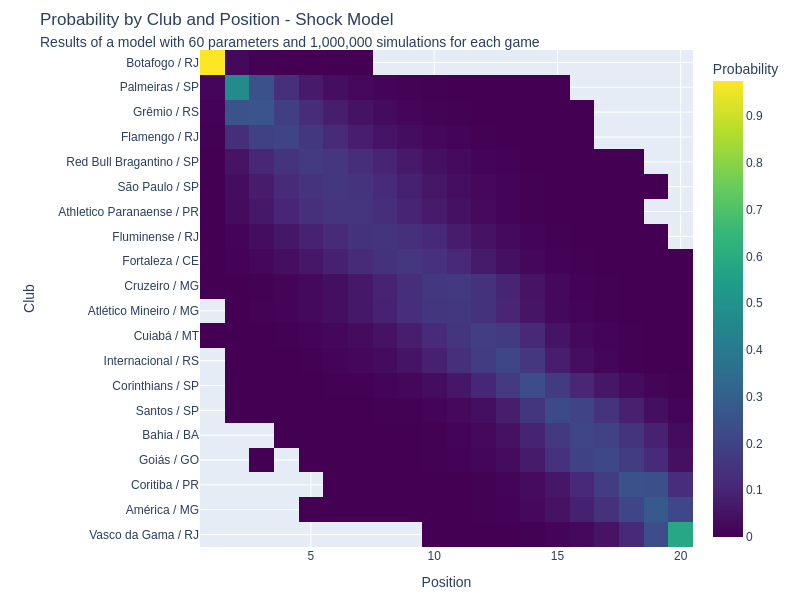 Probability by Club and Position - Shock Model
Results of a model with 60 parameters and 1,000,000 simulations for each game
Probability
Botafogo / RJ
Palmeiras / SP
Grêmio / RS
Flamengo / RJ
Red Bull Bragantino / SP
São Paulo / SP
Athletico Paranaense / PR
Fluminense / RJ
Fortaleza / CE
Cruzeiro / MG
Atlético Mineiro / MG
Cuiabá / MT
Internacional / RS
Corinthians / SP
Santos / SP
Bahia / BA
Goiás / GO
Coritiba / PR
América / MG
Vasco da Gama / RJ
Club
5
10
15
20
Position
0.9
0.8
0.7
0.6
0.5
0.4
0.3
0.2
0.1
0